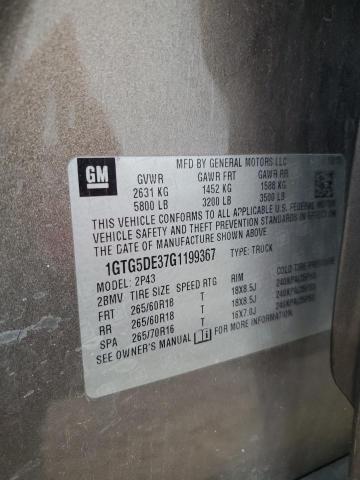 GM
MFD BY GENERAL MOTORS LLC
GVWR GAWR FRT GAWR RR
2631 KG 1452 KG 1588 KG
5800 LB 3200 LB 3500 LB
THIS VEHICLE CONFORMS TO ALL APPLICABLE U.S. FEDERAL MOTOR
VEHICLE SAFETY AND THEFT PREVENTION STANDARDS IN EFFECT ON THE
DATE OF MANUFACTURE SHOWN ABOVE.
1GTG5DE37G1199367 TYPE: TRUCK
MODEL: 2P43
2BMV TIRE SIZE SPEED RTG RIM COLD TIRE PRESSURE
FRT 265/60R18 T 18X8.5J
RR 265/60R18 T 18X8.5J
SPA 265/70R16 T 16X7.0J
SEE OWNER'S MANUAL FOR MORE INFORMATION.